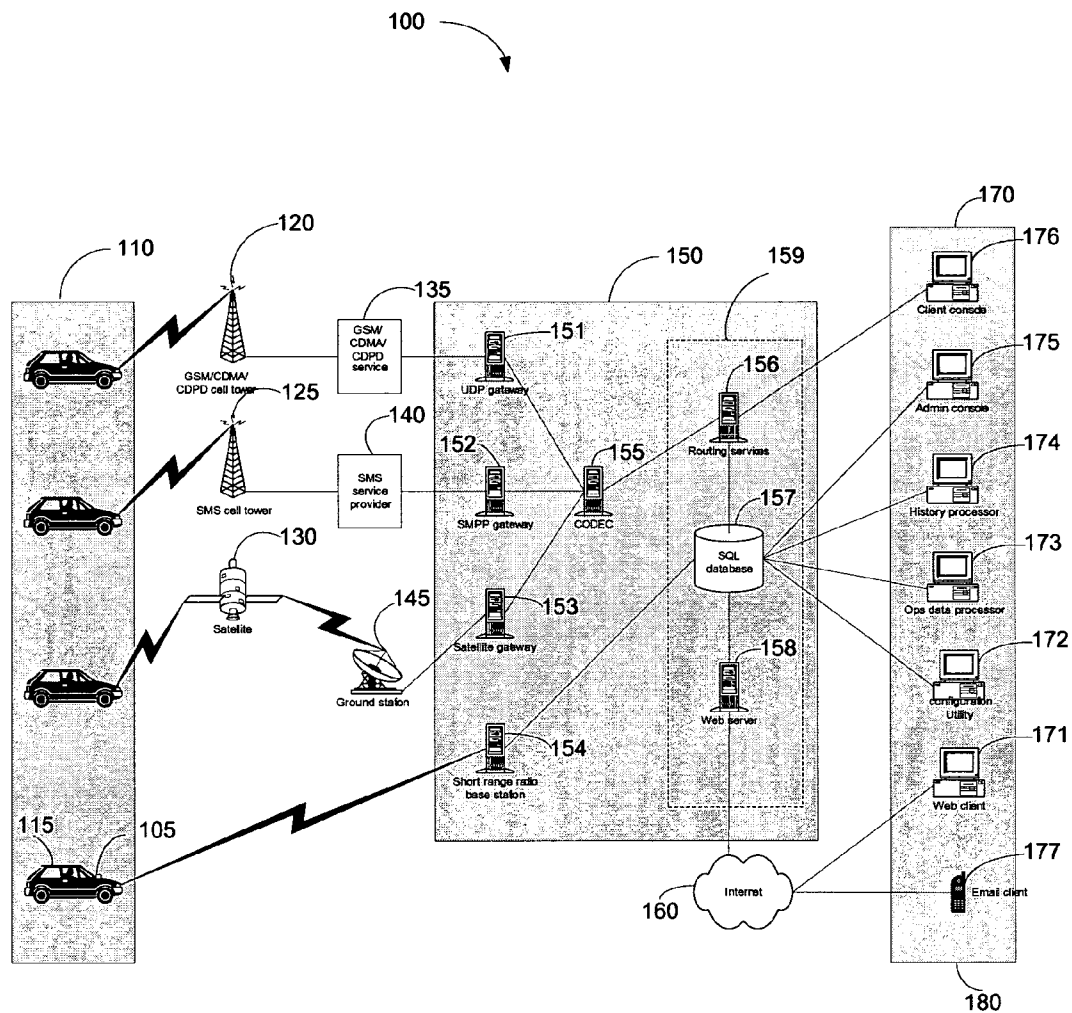 100
170
120
176
110
150
159
Client console
135
GSM/
CDMA/
CDPD
service
151
175
156
GSM/CDMA/
CDPD cell tower
UDP gateway
125
Admin console
140
152
155
Routing services
174
SMS
service
provider
157
SMS cell tower
SMPP gateway
CODEC
History processor
130
SQL
database
173
145
153
Ops data processor
Satellite
Satellite gateway
158
172
Ground station
configuration
Utility
Web server
154
171
Short range radio
base station
Web client
115
105
177
160
Internet
Email client
180